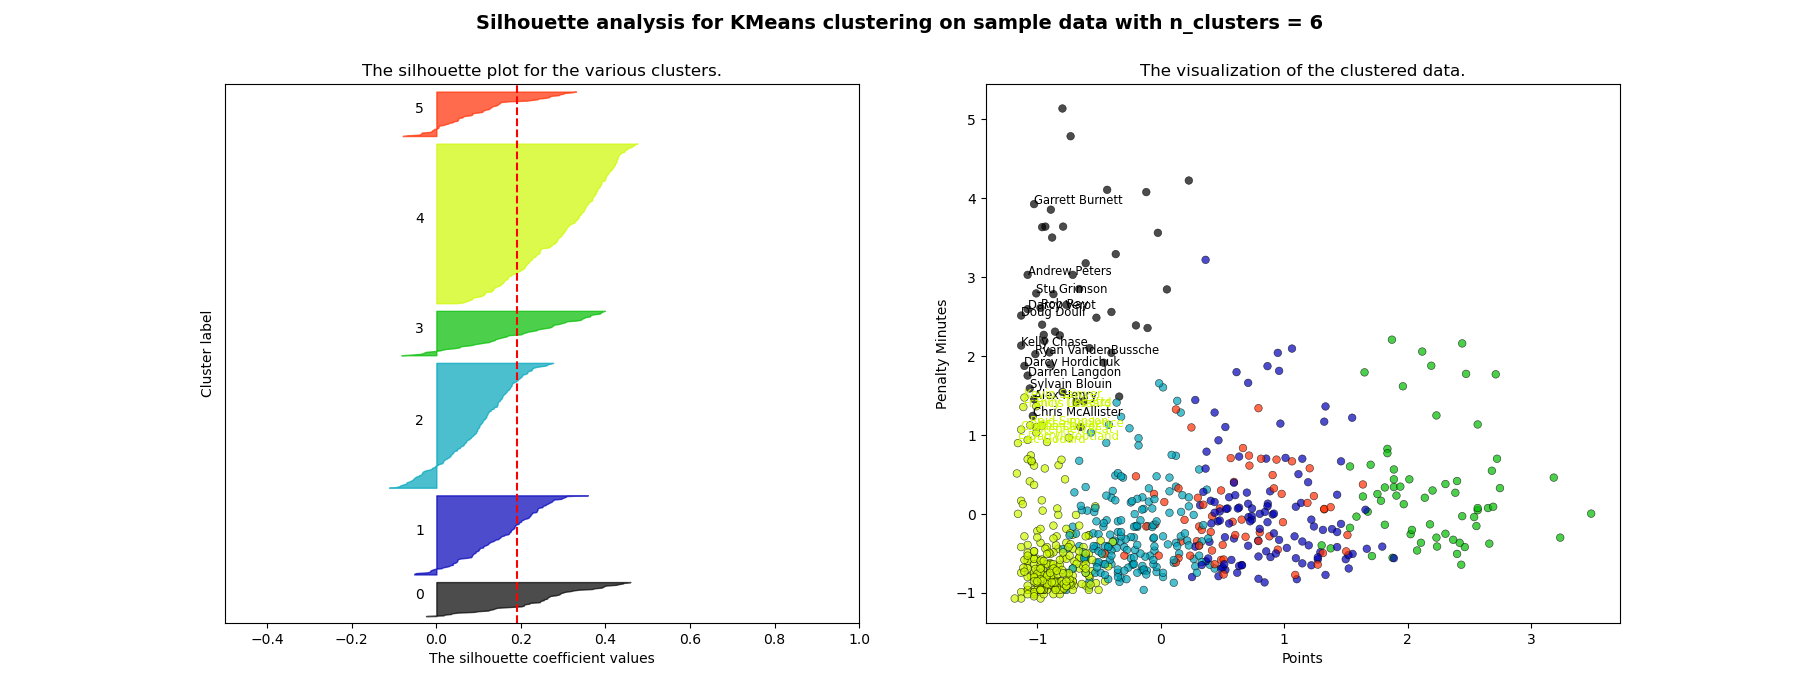 Silhouette analysis for KMeans clustering on sample data with n_clusters = 6
The silhouette plot for the various clusters.
5
4
3
2
1
0
Cluster label
−0.4 −0.2 0.0 0.2 0.4 0.6 0.8 1.0
The silhouette coefficient values
The visualization of the clustered data.
5
4
3
2
1
0
−1
Penalty Minutes
Garrett Burnett
Andrew Peters
Stu Grimson
Rob Ray
Doug Doull
Kelly Chase
Ryan VandenBussche
Darcy Hordichuk
Darren Langdon
Sylvain Blouin
Alex Henry
Chris McAllister
−1 0 1 2 3
Points